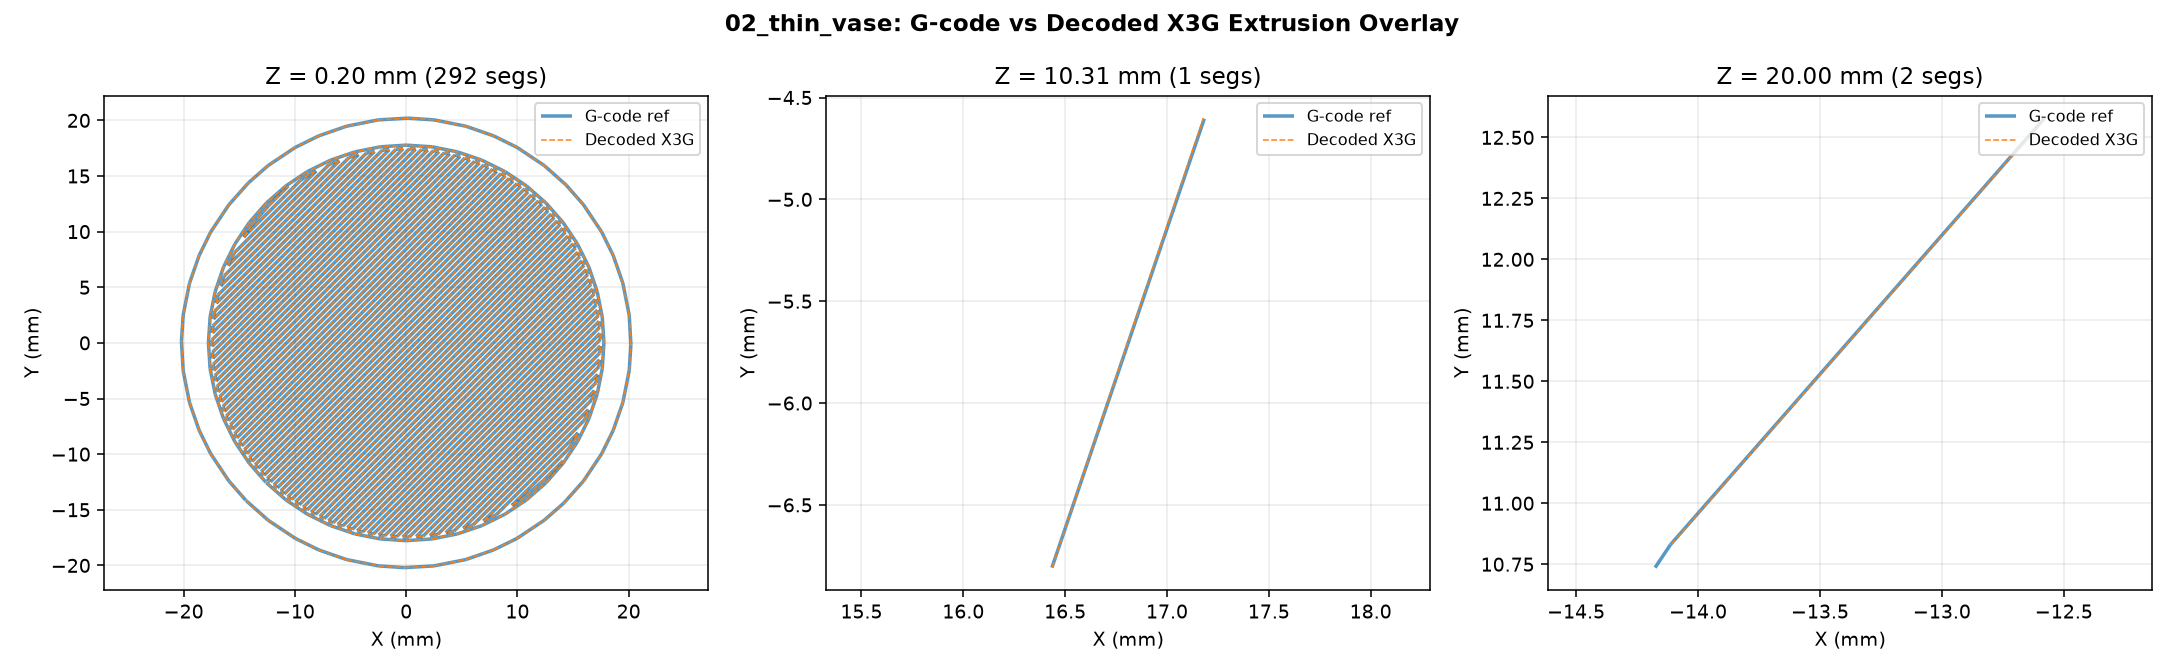 02_thin_vase: G-code vs Decoded X3G Extrusion Overlay
Z = 0.20 mm (292 segs)
G-code ref
Decoded X3G
20
15
10
5
0
−5
−10
−15
−20
Y (mm)
−20
−10
0
10
20
X (mm)
Z = 10.31 mm (1 segs)
G-code ref
Decoded X3G
−4.5
−5.0
−5.5
−6.0
−6.5
Y (mm)
15.5
16.0
16.5
17.0
17.5
18.0
X (mm)
Z = 20.00 mm (2 segs)
G-code ref
Decoded X3G
12.50
12.25
12.00
11.75
11.50
11.25
11.00
10.75
Y (mm)
−14.5
−14.0
−13.5
−13.0
−12.5
X (mm)